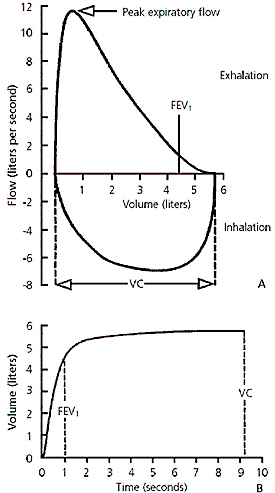 12
Peak expiratory flow
10
8
Exhalation
6
FEV1
4
2
Flow (liters per second)
0
1 2 3 4 5 6
Volume (liters)
-2
Inhalation
-4
-6
-8
VC
A
6
5
4
3
2
1
0
Volume (liters)
FEV1
VC
0 1 2 3 4 5 6 7 8 9 10
Time (seconds)
B